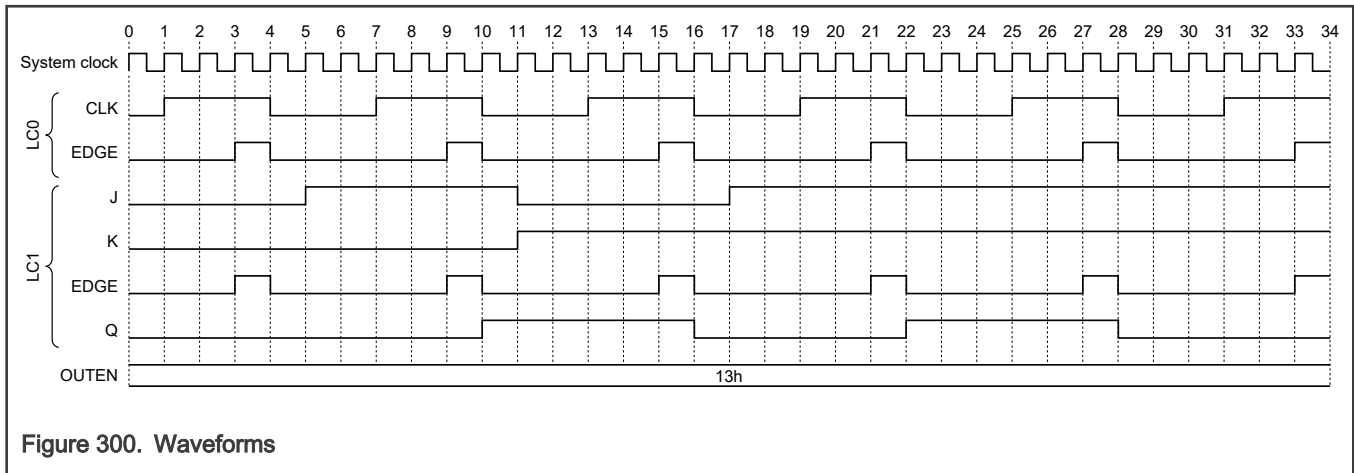 0 1 2 3 4 5 6 7 8 9 10 11 12 13 14 15 16 17 18 19 20 21 22 23 24 25 26 27 28 29 30 31 32 33 34
System clock
LC0
CLK
EDGE
LC1
J
K
EDGE
Q
OUTEN 13h
Figure 300. Waveforms